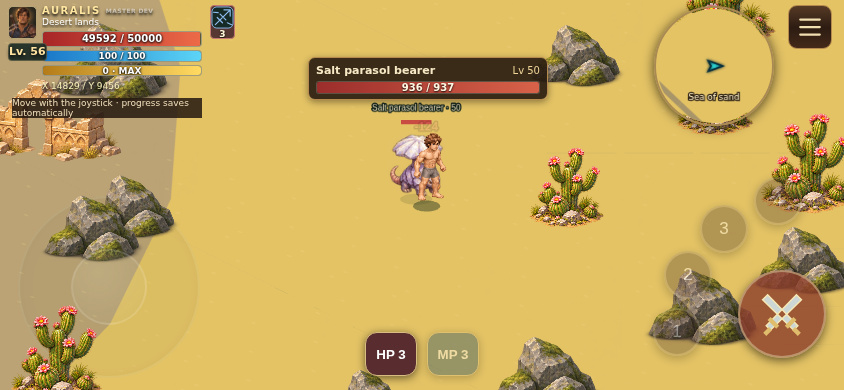 AURALIS MASTER DEV
Desert lands
3
49592 / 50000
Lv. 56
100 / 100
0 · MAX
X 14829 / Y 9456
Move with the joystick · progress saves
automatically
Salt parasol bearer Lv 50
936 / 937
Salt parasol bearer · 50
Sea of sand
3
2
1
HP 3
MP 3